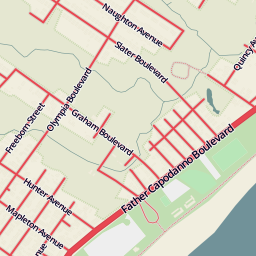 Naughton Avenue
Slater Boulevard
Quincy Av
Olympia Boulevard
Freeborn Street
Graham Boulevard
Father Capodanno Boulevard
Hunter Avenue
Mapleton Avenue